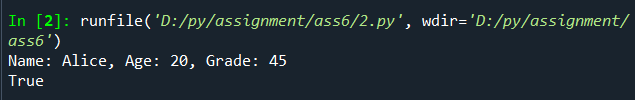 In [2]: runfile('D:/py/assignment/ass6/2.py', wdir='D:/py/assignment/
ass6')
Name: Alice, Age: 20, Grade: 45
True